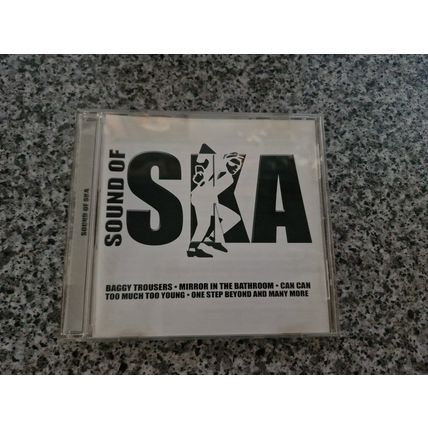 SOUND OF SKA
SOUND OF
SKA
BAGGY TROUSERS • MIRROR IN THE BATHROOM • CAN CAN
TOO MUCH TOO YOUNG • ONE STEP BEYOND AND MANY MORE